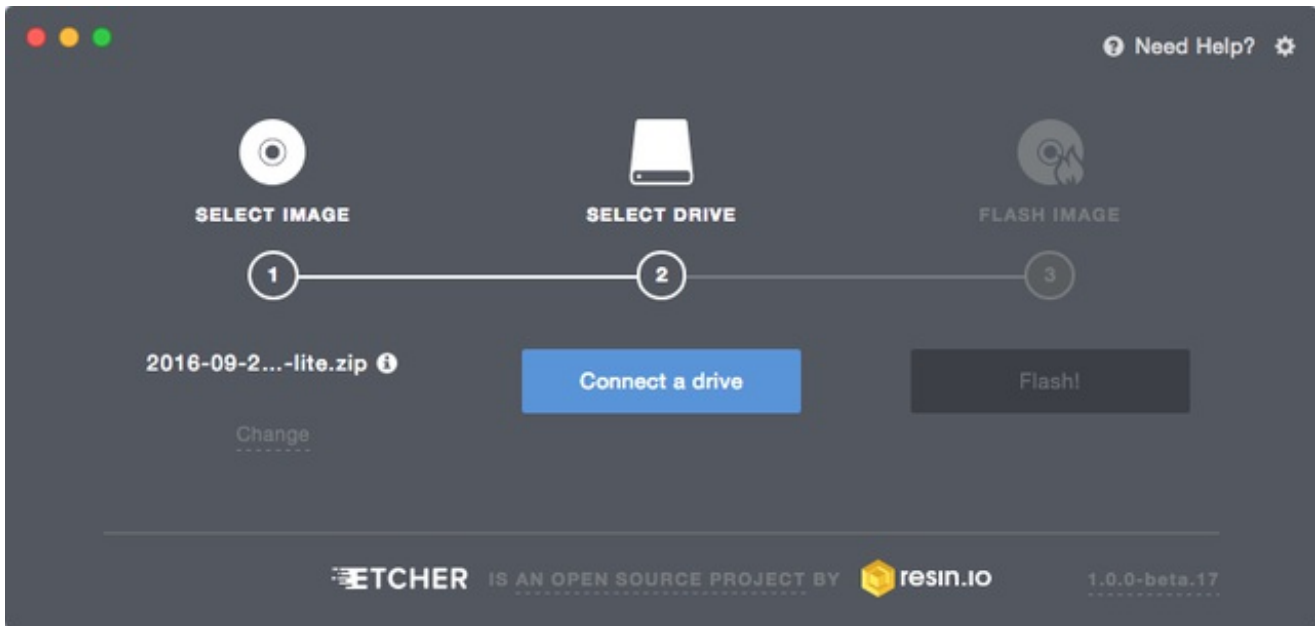 Need Help?
SELECT IMAGE
SELECT DRIVE
FLASH IMAGE
1
2
3
2016-09-2...-lite.zip
Connect a drive
Flash!
Change
ETCHER IS AN OPEN SOURCE PROJECT BY resin.io 1.0.0-beta.17